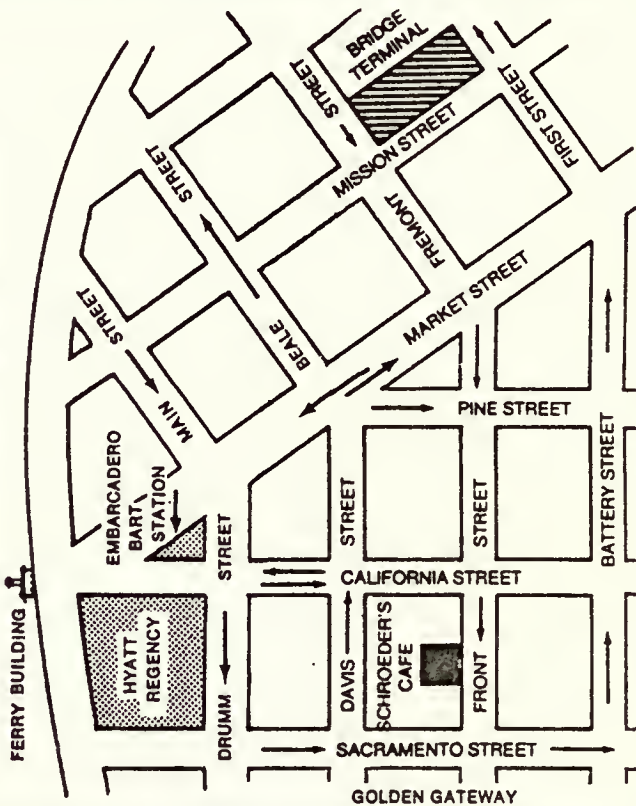 BRIDGE
TERMINAL
STREET
FIRST STREET
MISSION STREET
STREET
FREMONT
MARKET STREET
STREET
BEALE
MAIN
PINE STREET
EMBARCADERO
BART
STATION
STREET
STREET
STREET
BATTERY STREET
CALIFORNIA STREET
FERRY BUILDING
HYATT
REGENCY
DRUMM
DAVIS
SCHROEDER'S
CAFE
FRONT
SACRAMENTO STREET
GOLDEN GATEWAY